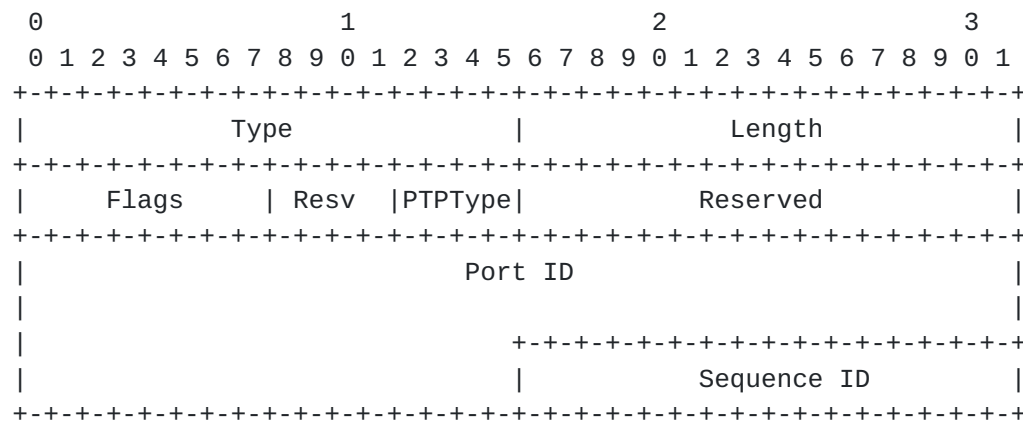 0                   1                   2                   3
 0 1 2 3 4 5 6 7 8 9 0 1 2 3 4 5 6 7 8 9 0 1 2 3 4 5 6 7 8 9 0 1
+-+-+-+-+-+-+-+-+-+-+-+-+-+-+-+-+-+-+-+-+-+-+-+-+-+-+-+-+-+-+-+-+
|             Type              |             Length            |
+-+-+-+-+-+-+-+-+-+-+-+-+-+-+-+-+-+-+-+-+-+-+-+-+-+-+-+-+-+-+-+-+
|     Flags     | Resv  |PTPType|           Reserved            |
+-+-+-+-+-+-+-+-+-+-+-+-+-+-+-+-+-+-+-+-+-+-+-+-+-+-+-+-+-+-+-+-+
|                            Port ID                            |
|                                                               |
|                               +-+-+-+-+-+-+-+-+-+-+-+-+-+-+-+-+
|                               |           Sequence ID         |
+-+-+-+-+-+-+-+-+-+-+-+-+-+-+-+-+-+-+-+-+-+-+-+-+-+-+-+-+-+-+-+-+